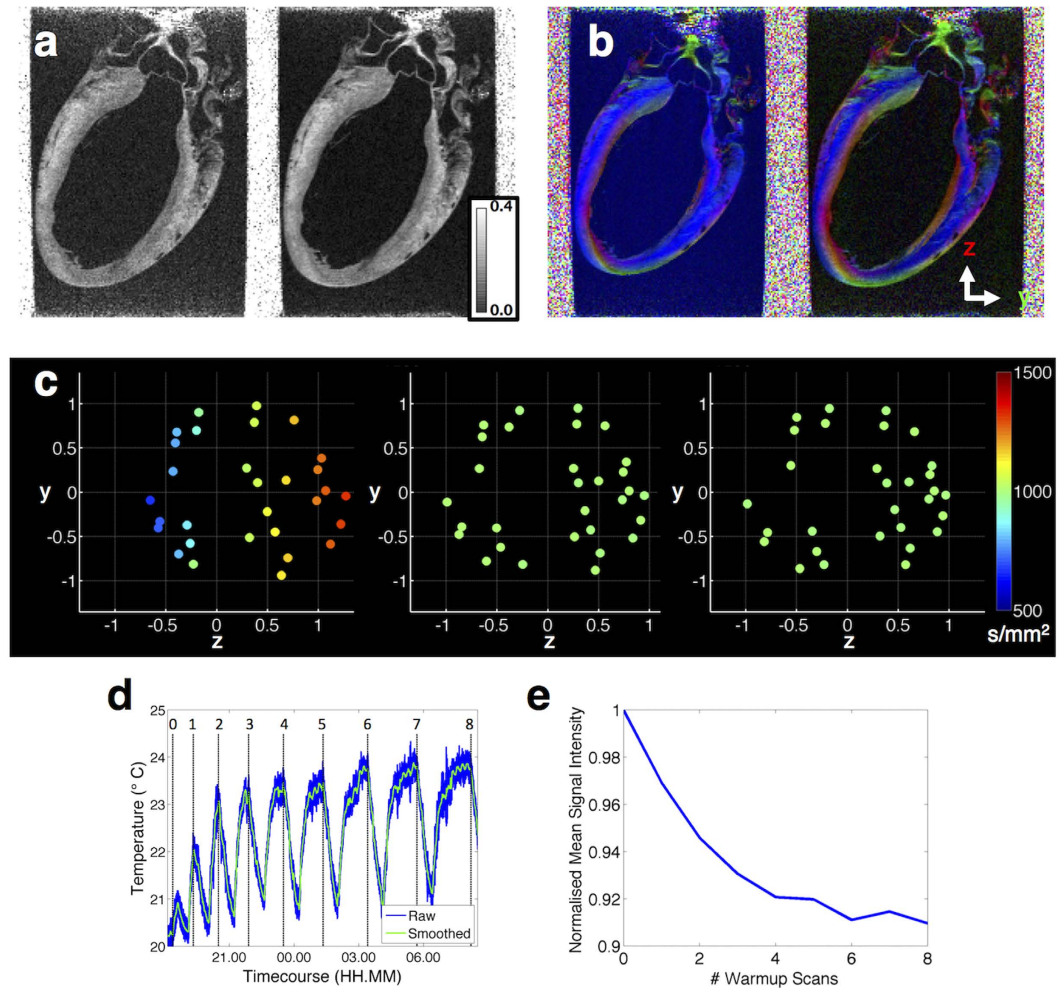 a
b
0.4
0.0
z
y
c
1
0.5
0
-0.5
-1
y
-1 -0.5 0 0.5 1
z
1
0.5
0
-0.5
-1
y
-1 -0.5 0 0.5 1
z
1
0.5
0
-0.5
-1
y
-1 -0.5 0 0.5 1
z
1500
1000
500
s/mm²
d
25
24
23
22
21
20
Temperature (° C)
0 1 2 3 4 5 6 7 8
Raw
Smoothed
21.00 00.00 03.00 06.00
Timecourse (HH.MM)
e
1
0.98
0.96
0.94
0.92
0.9
Normalised Mean Signal Intensity
0 2 4 6 8
# Warmup Scans